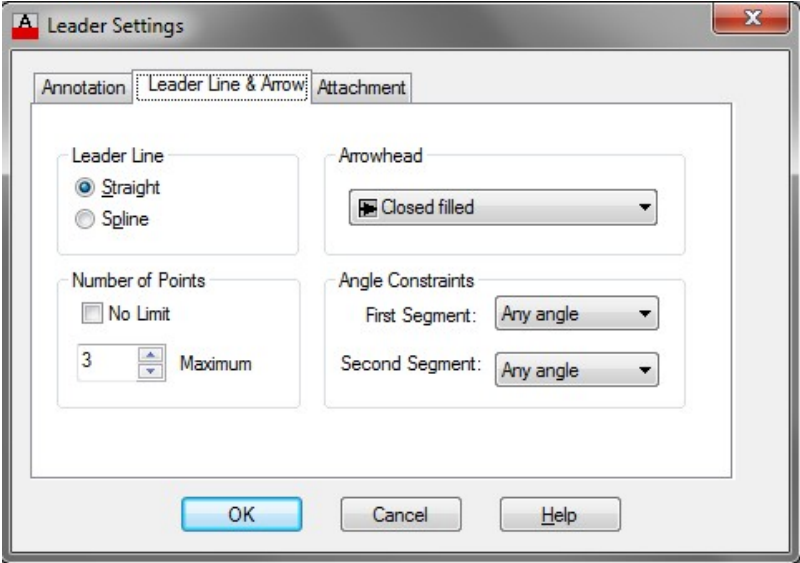 A Leader Settings
Annotation Leader Line & Arrow Attachment
Leader Line
Straight
Spline
Arrowhead
Closed filled
Number of Points
No Limit
3 Maximum
Angle Constraints
First Segment: Any angle
Second Segment: Any angle
OK Cancel Help